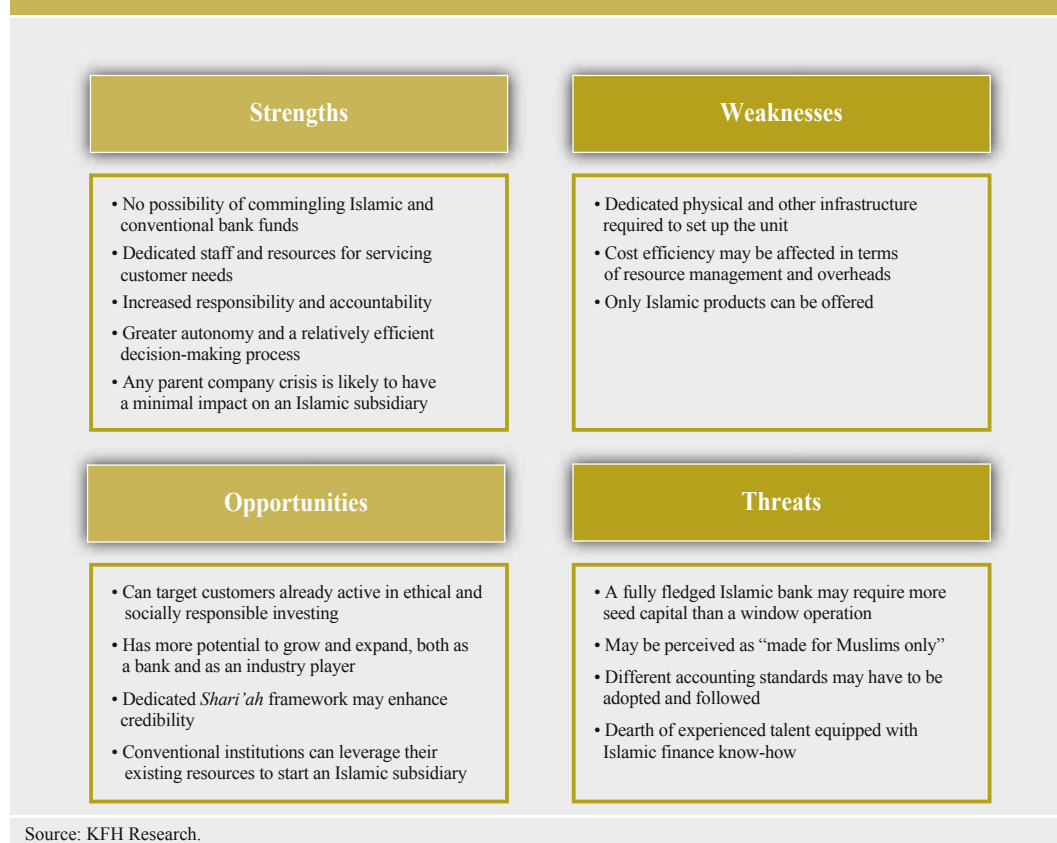 Strengths
• No possibility of commingling Islamic and
conventional bank funds
• Dedicated staff and resources for servicing
customer needs
• Increased responsibility and accountability
• Greater autonomy and a relatively efficient
decision-making process
• Any parent company crisis is likely to have
a minimal impact on an Islamic subsidiary
Weaknesses
• Dedicated physical and other infrastructure
required to set up the unit
• Cost efficiency may be affected in terms
of resource management and overheads
• Only Islamic products can be offered
Opportunities
• Can target customers already active in ethical and
socially responsible investing
• Has more potential to grow and expand, both as
a bank and as an industry player
• Dedicated Shari’ah framework may enhance
credibility
• Conventional institutions can leverage their
existing resources to start an Islamic subsidiary
Threats
• A fully fledged Islamic bank may require more
seed capital than a window operation
• May be perceived as “made for Muslims only”
• Different accounting standards may have to be
adopted and followed
• Dearth of experienced talent equipped with
Islamic finance know-how
Source: KFH Research.